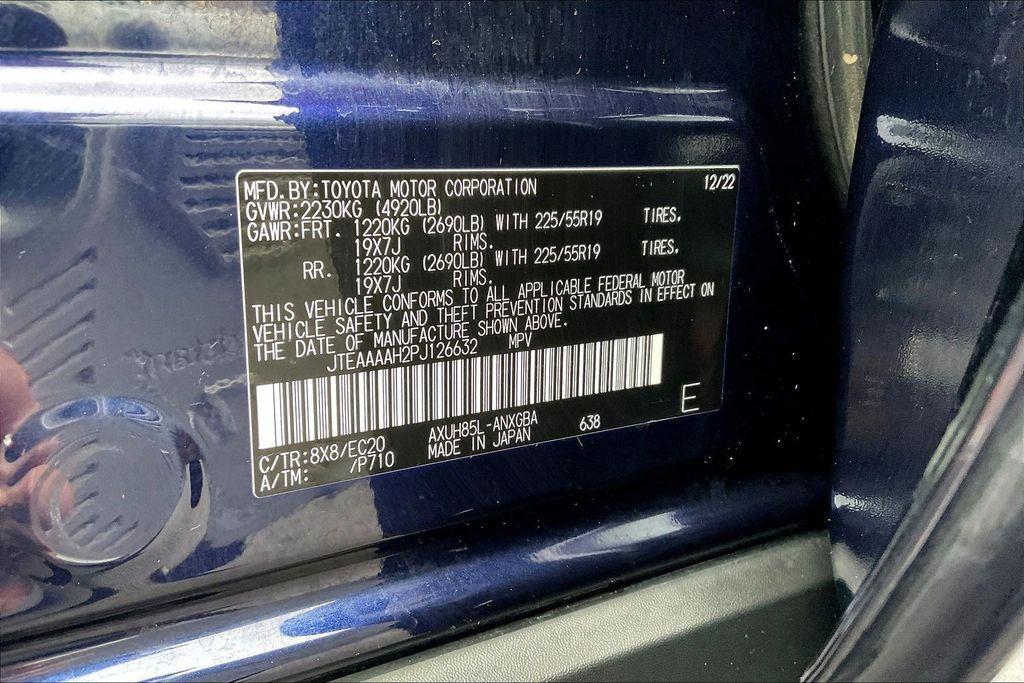 MFD. BY:TOYOTA MOTOR CORPORATION 12/22
GVWR:2230KG (4920LB)
GAWR:FRT. 1220KG (2690LB) WITH 225/55R19 TIRES.
19X7J RIMS.
RR. 1220KG (2690LB) WITH 225/55R19 TIRES.
19X7J RIMS.
THIS VEHICLE CONFORMS TO ALL APPLICABLE FEDERAL MOTOR
VEHICLE SAFETY AND THEFT PREVENTION STANDARDS IN EFFECT ON
THE DATE OF MANUFACTURE SHOWN ABOVE.
JTEAAAAH2PJ126632 MPV
E
C/TR:8X8/EC20 AXUH85L-ANXGBA 638
A/TM: /P710 MADE IN JAPAN